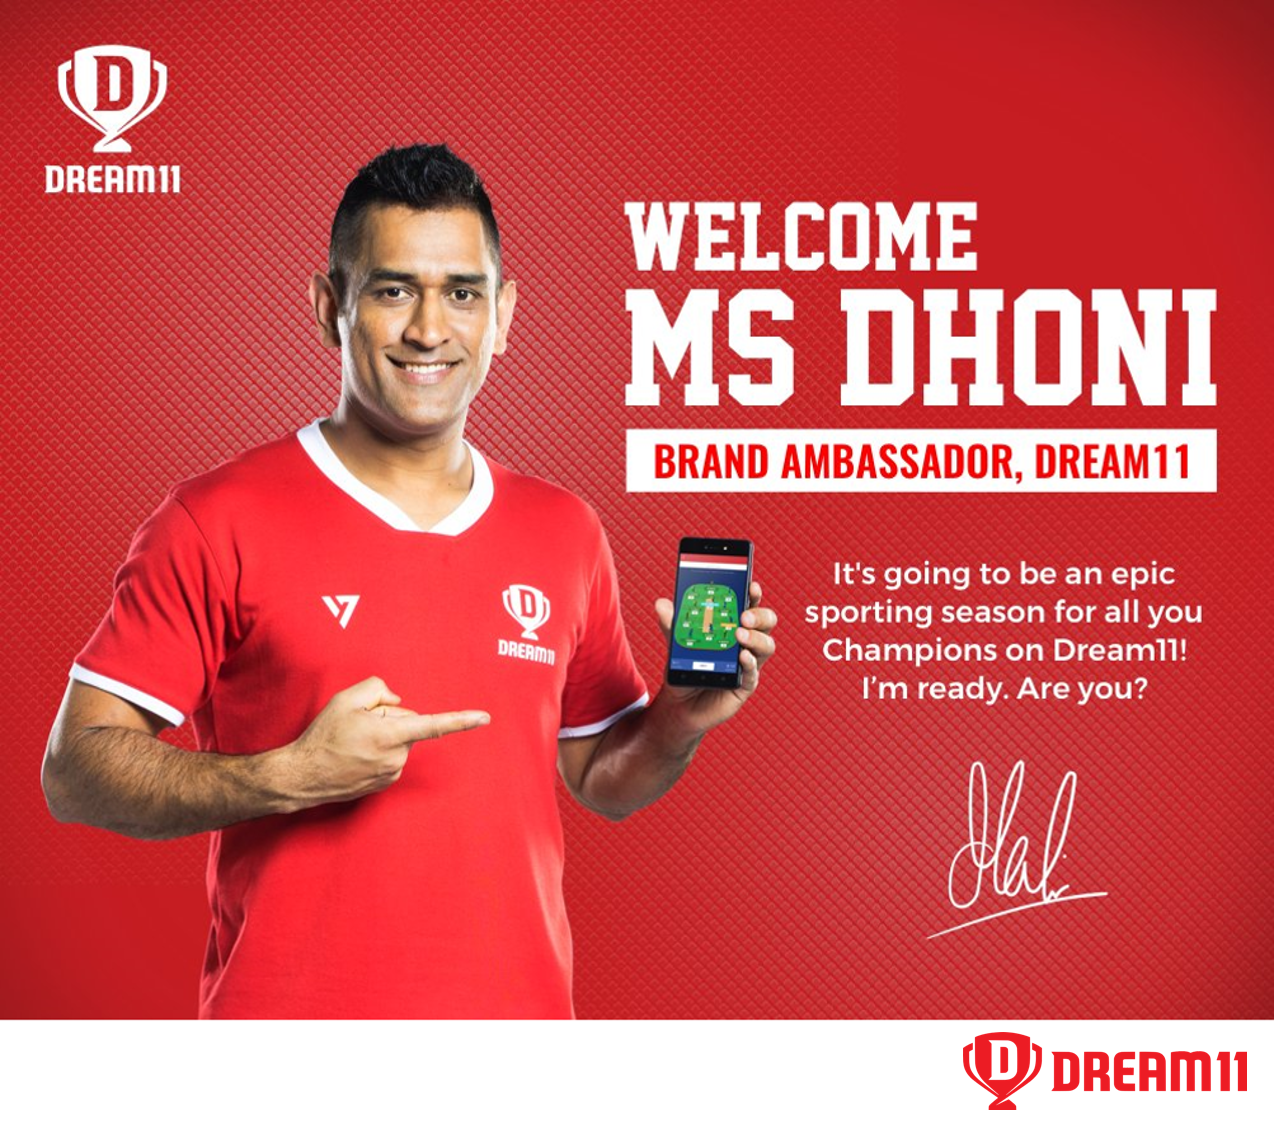 DREAM11
WELCOME
MS DHONI
BRAND AMBASSADOR, DREAM11
It's going to be an epic
sporting season for all you
Champions on Dream11!
I’m ready. Are you?
Mahi
D
DREAM11
DREAM11